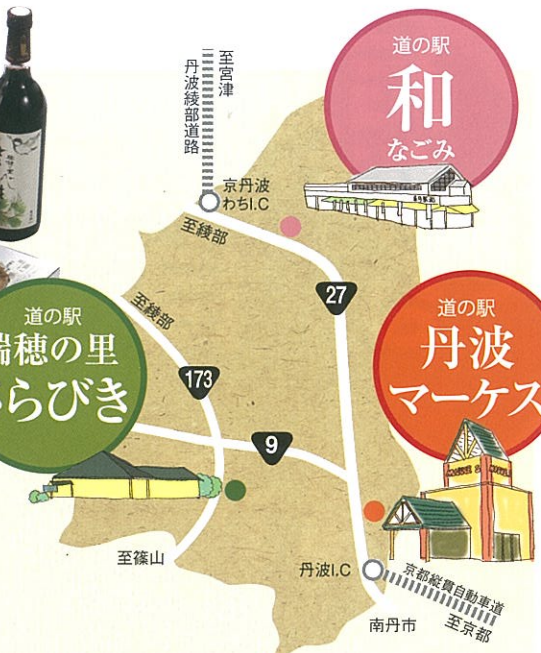 至宮津
丹波綾部道路
京丹波
わちI.C
至綾部
道の駅
和
なごみ
27
至綾部
道の駅
瑞穂の里
らびき
173
9
道の駅
丹波
マーケス
至篠山
丹波I.C
京都縦貫自動車道
至京都
南丹市